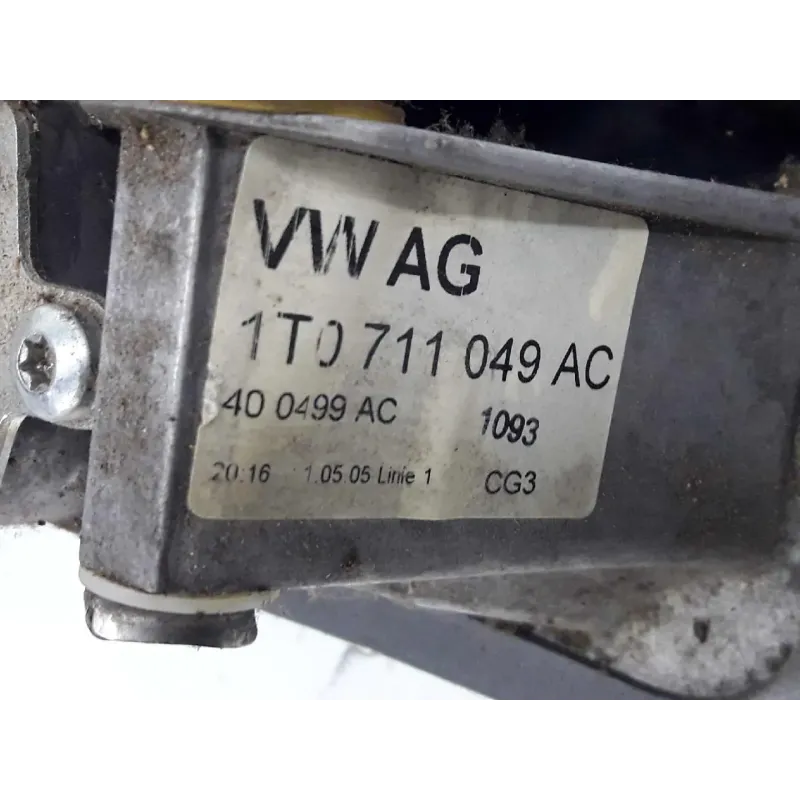 VW AG
1T0 711 049 AC
40 0499 AC 1093
20:16 1.05.05 Linie 1 CG3